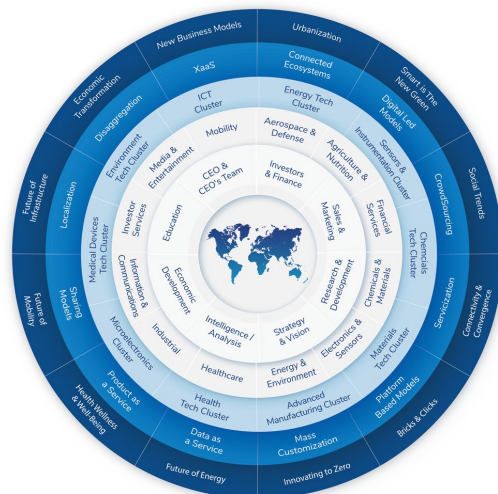 New Business Models
Urbanization
Smart is The
New Green
Social Trends
Connectivity &
Convergence
Bricks & Clicks
Innovating to Zero
Future of Energy
Health Wellness
& Well-Being
Future of
Mobility
Future of
Infrastructure
Economic
Transformation
XaaS
Connected
Ecosystems
Digital Led
Models
CrowdSourcing
Servicization
Platform
Based Models
Mass
Customization
Data as
a Service
Product as
a Service
Sharing
Models
Localization
Disaggregation
ICT
Cluster
Energy Tech
Cluster
Sensors &
Instrumentation Cluster
Chemcials
Tech Cluster
Materials
Tech Cluster
Advanced
Manufacturing Cluster
Health
Tech Cluster
Microelectronics
Cluster
Medical Devices
Tech Cluster
Environment
Tech Cluster
Mobility
Aerospace &
Defense
Agriculture &
Nutrition
Financial
Services
Chemicals &
Materials
Electronics &
Sensors
Energy &
Environment
Healthcare
Industrial
Information &
Communications
Investor
Services
Media &
Entertainment
CEO &
CEO's Team
Investors
& Finance
Sales &
Marketing
Research &
Development
Strategy
& Vision
Intelligence /
Analysis
Economic
Development
Education